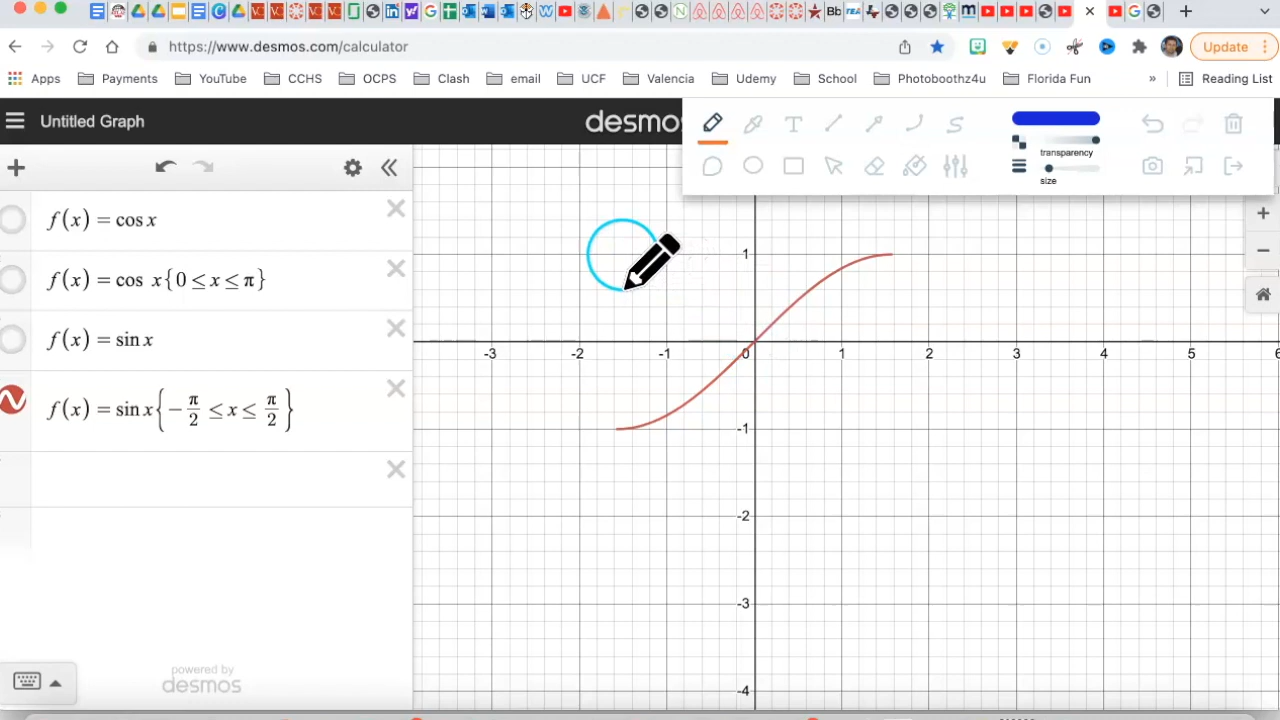 https://www.desmos.com/calculator
Update
Apps Payments YouTube CCHS OCPS Clash email UCF Valencia Udemy School Photoboothz4u Florida Fun » Reading List
Untitled Graph
desmos
transparency
size
f(x) = cos x
f(x) = cos x{0 ≤ x ≤ π}
f(x) = sin x
f(x) = sin x{-π/2 ≤ x ≤ π/2}
1
-3 -2 -1 0 1 2 3 4 5 6
-1
-2
-3
-4
powered by
desmos